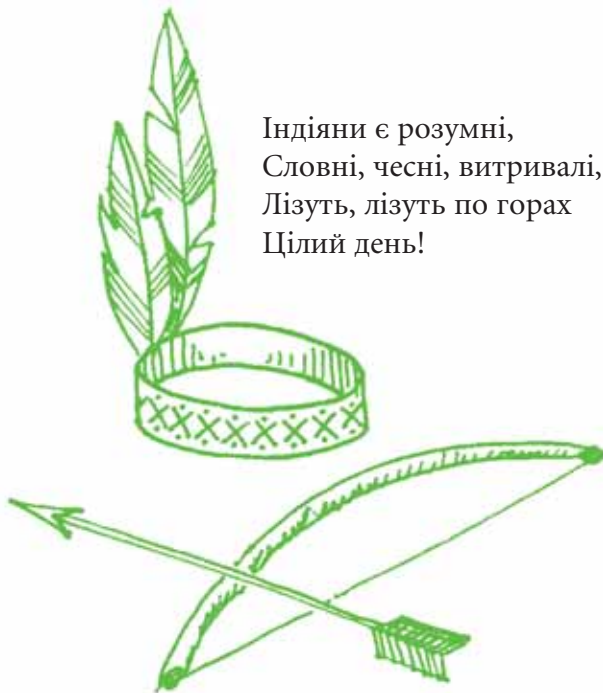 Індіяни є розумні,
Словні, чесні, витривалі,
Лізуть, лізуть по горах
Цілий день!